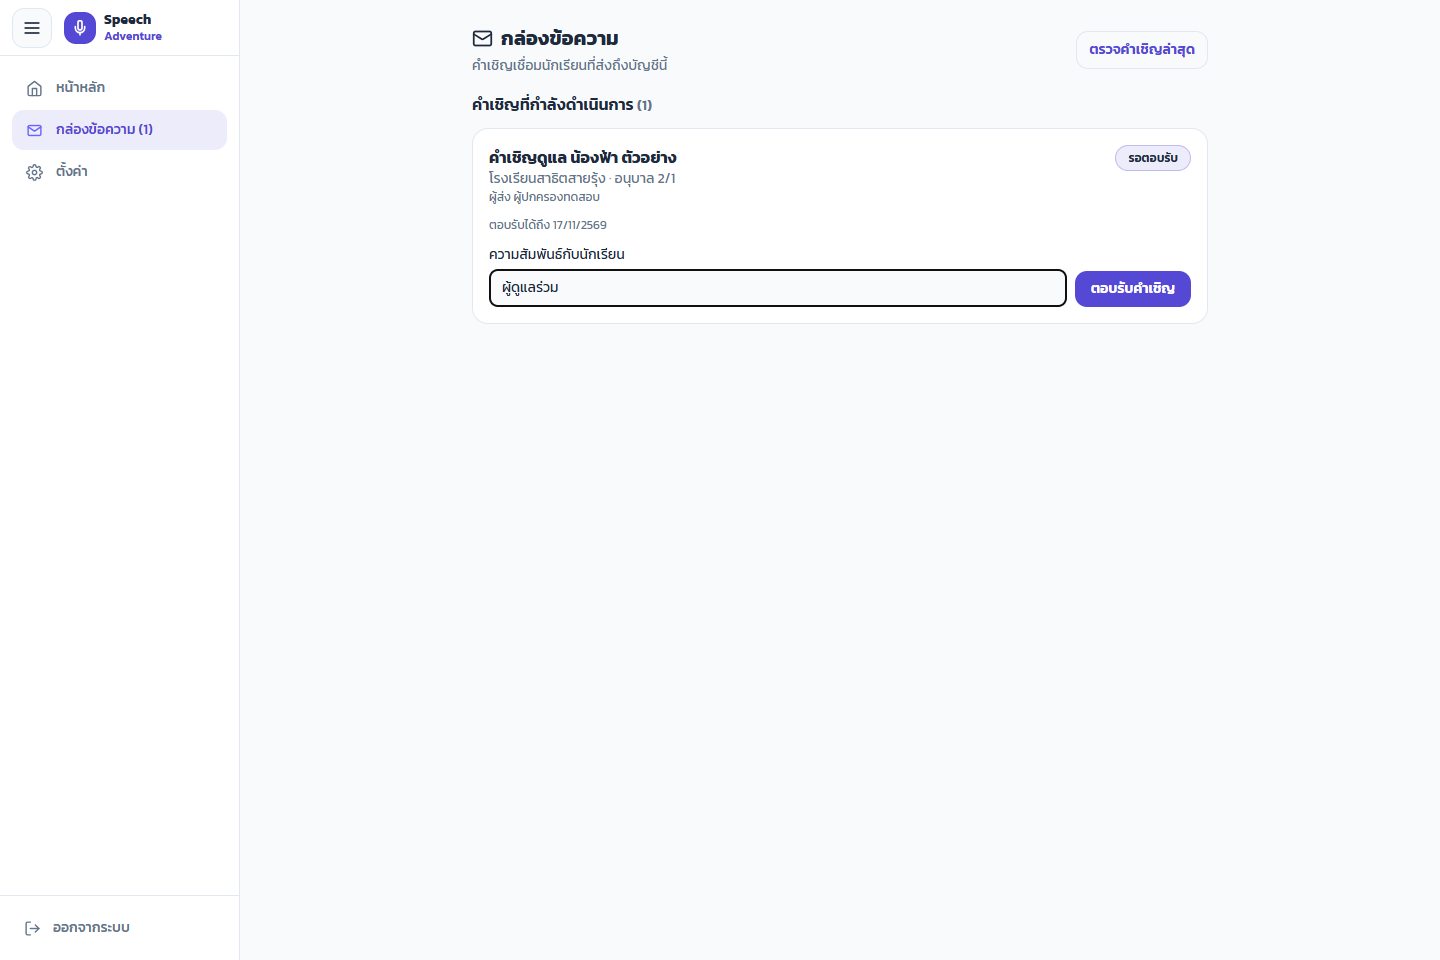 Speech
Adventure
หน้าหลัก
กล่องข้อความ (1)
ตั้งค่า
ออกจากระบบ
กล่องข้อความ
คำเชิญเชื่อมนักเรียนที่ส่งถึงบัญชีนี้
ตรวจคำเชิญล่าสุด
คำเชิญที่กำลังดำเนินการ (1)
คำเชิญดูแล น้องฟ้า ตัวอย่าง
รอตอบรับ
โรงเรียนสาธิตสายรุ้ง · อนุบาล 2/1
ผู้ส่ง ผู้ปกครองทดสอบ
ตอบรับได้ถึง 17/11/2569
ความสัมพันธ์กับนักเรียน
ผู้ดูแลร่วม
ตอบรับคำเชิญ